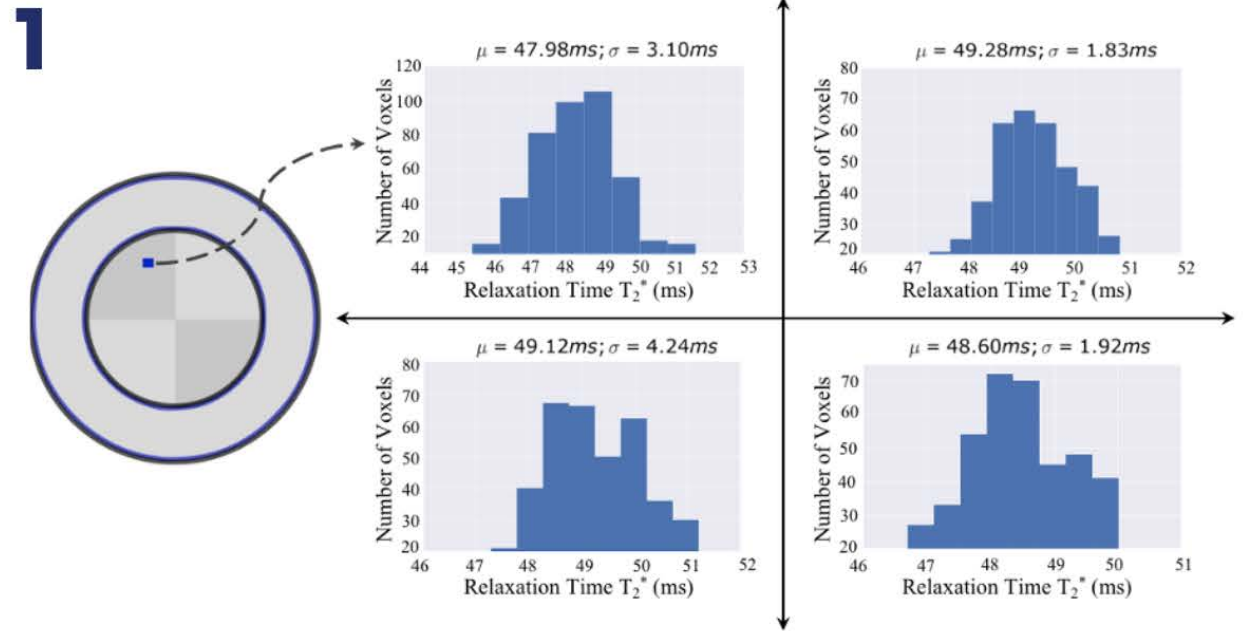 1
μ = 47.98ms; σ = 3.10ms
120
100
80
60
40
20
Number of Voxels
44 45 46 47 48 49 50 51 52 53
Relaxation Time T₂* (ms)
μ = 49.28ms; σ = 1.83ms
80
70
60
50
40
30
20
Number of Voxels
46 47 48 49 50 51 52
Relaxation Time T₂* (ms)
μ = 49.12ms; σ = 4.24ms
80
70
60
50
40
30
20
Number of Voxels
46 47 48 49 50 51 52
Relaxation Time T₂* (ms)
μ = 48.60ms; σ = 1.92ms
70
60
50
40
30
20
Number of Voxels
46 47 48 49 50 51
Relaxation Time T₂* (ms)